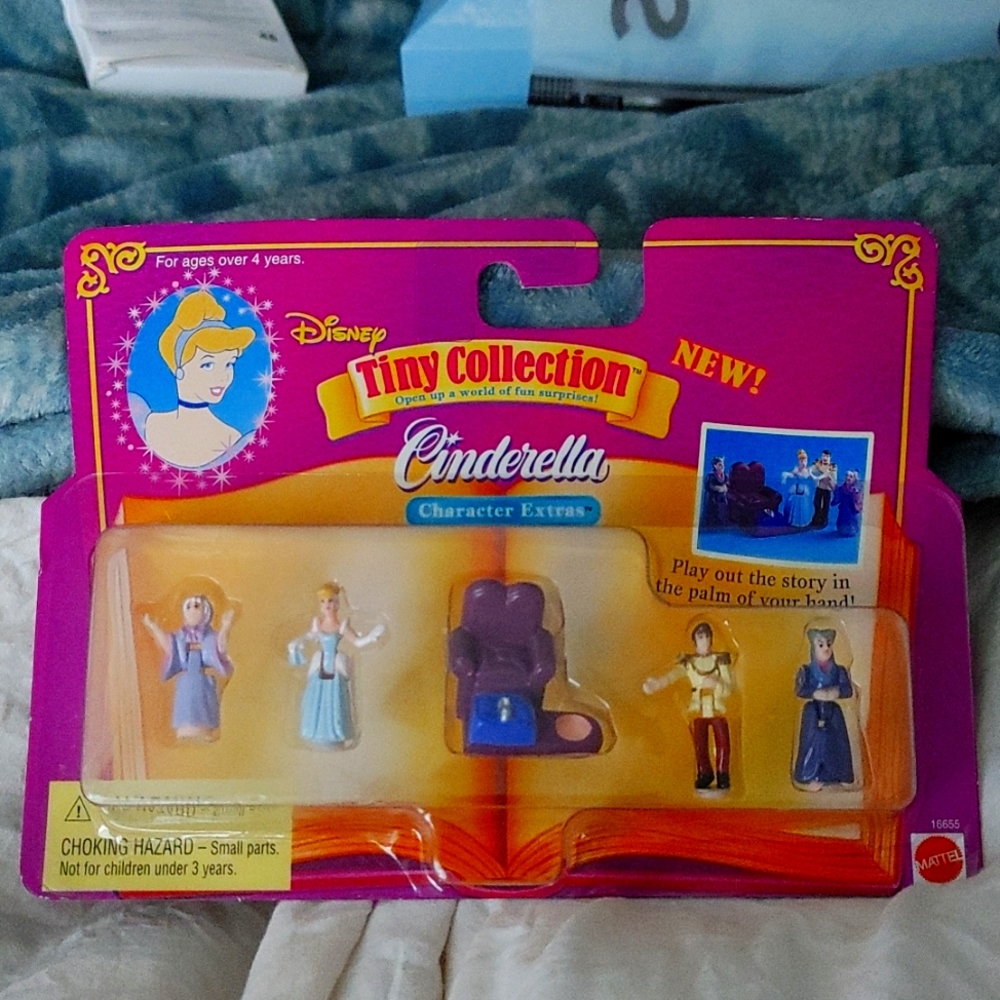 For ages over 4 years.
Disney
Tiny Collection™
Open up a world of fun surprises!
NEW!
Cinderella
Character Extras™
Play out the story in
the palm of your hand!
CHOKING HAZARD – Small parts.
Not for children under 3 years.
16655
MATTEL